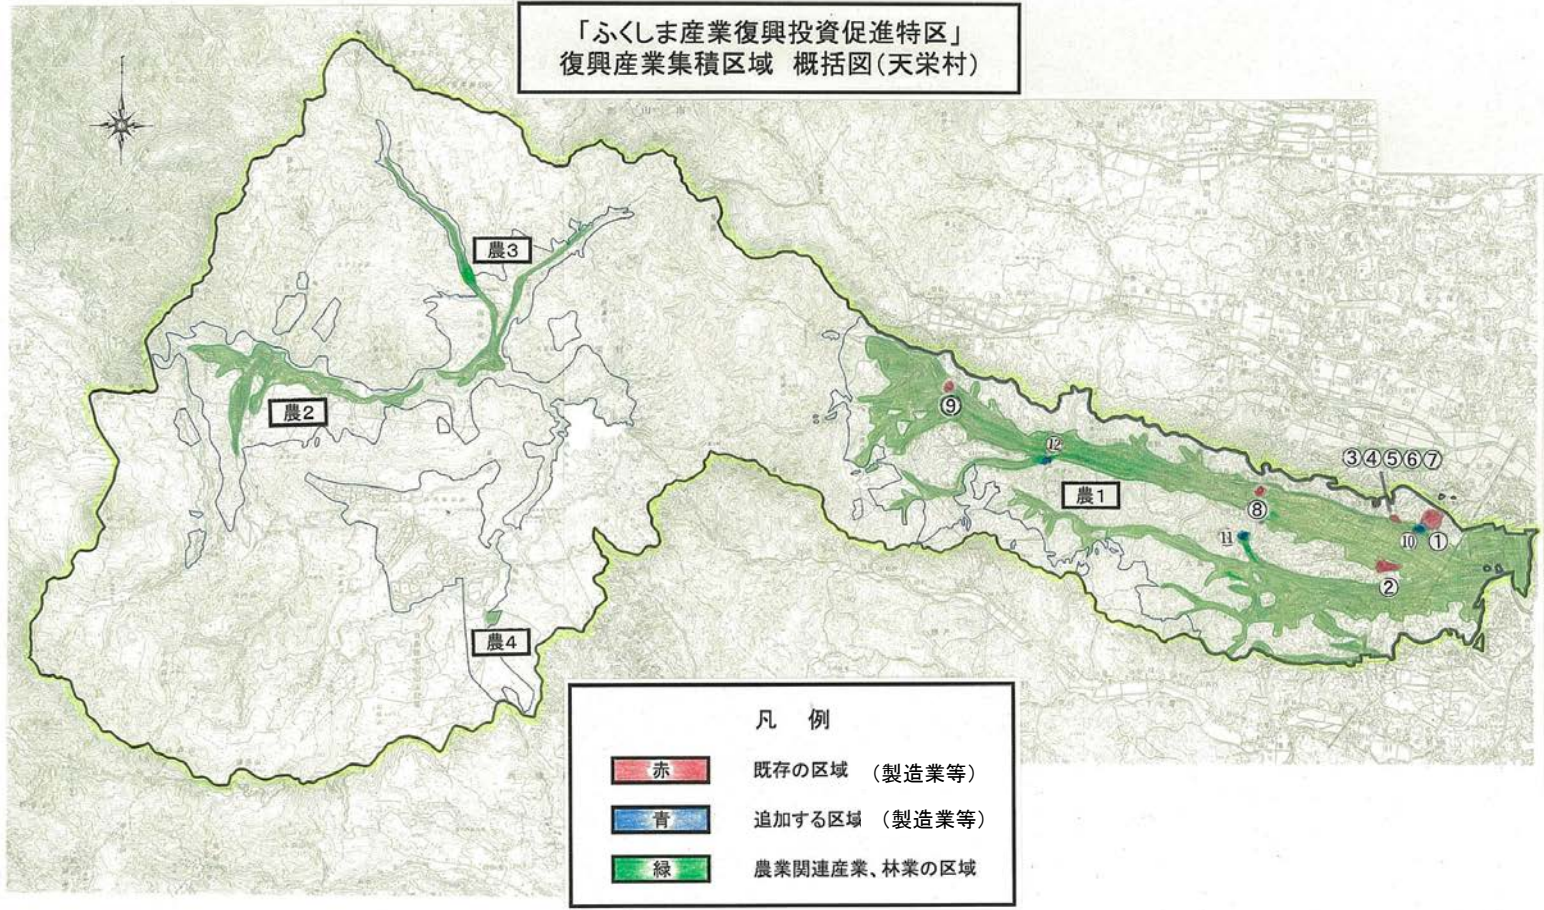 「ふくしま産業復興投資促進特区」
復興産業集積区域 概括図(天栄村)
農3
農2
⑨
12
農1
③④⑤⑥⑦
⑧
11
10
①
②
農4
凡 例
赤 既存の区域 (製造業等)
青 追加する区域 (製造業等)
緑 農業関連産業、林業の区域